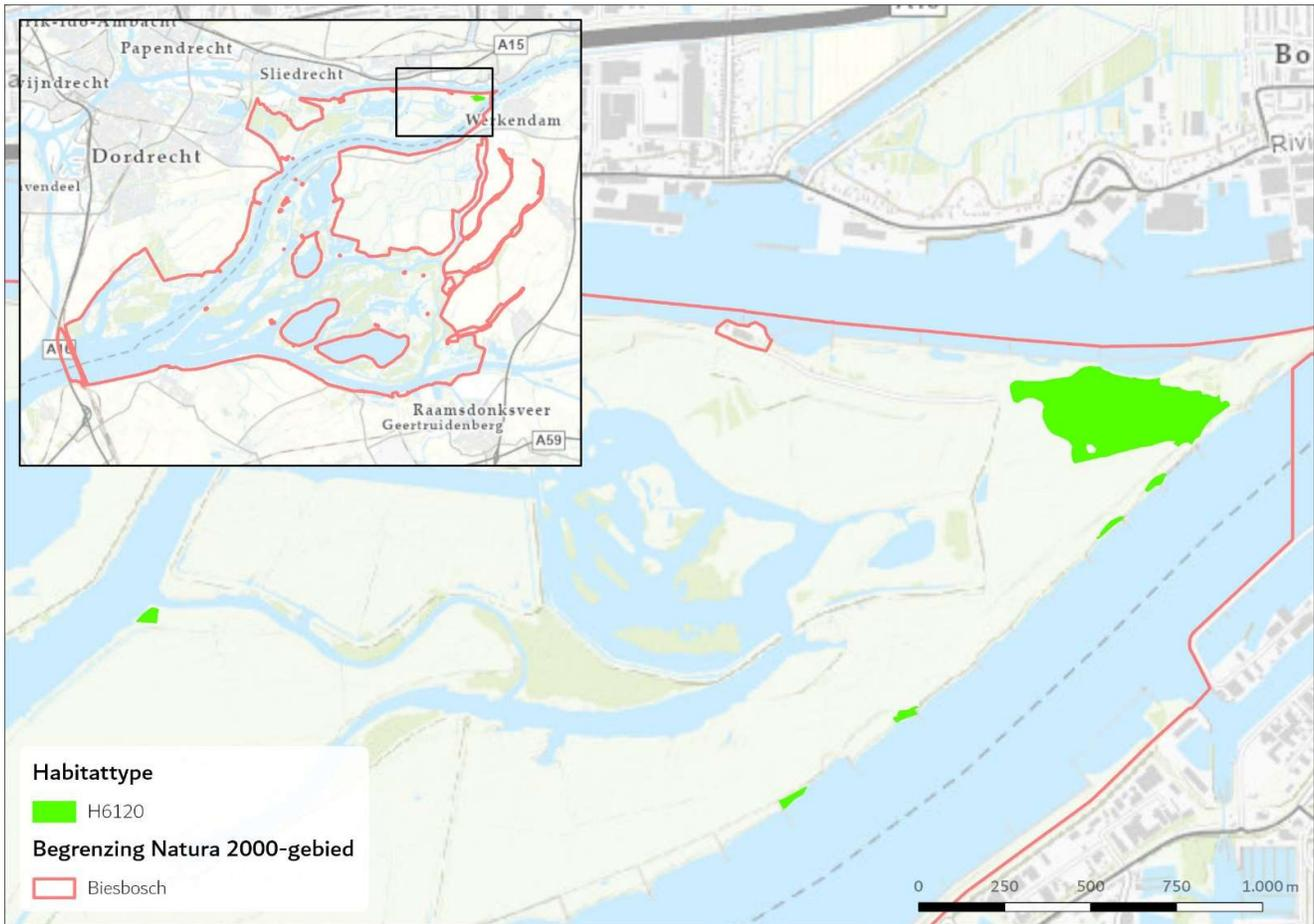 Papendrecht
A15
Sliedrecht
Werkendam
Dordrecht
A16
Raamsdonksveer
Geertruidenberg
A59
Bo
Rivi
Habitattype
H6120
Begrenzing Natura 2000-gebied
Biesbosch
0 250 500 750 1.000 m